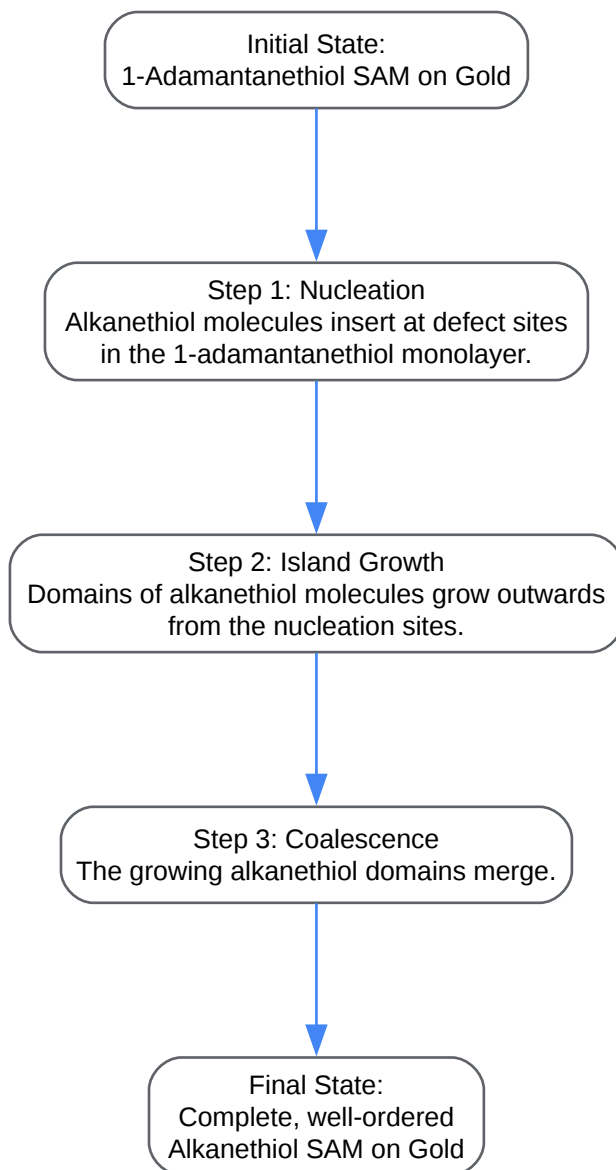 Initial State:
1-Adamantanethiol SAM on Gold
Step 1: Nucleation
Alkanethiol molecules insert at defect sites
in the 1-adamantanethiol monolayer.
Step 2: Island Growth
Domains of alkanethiol molecules grow outwards
from the nucleation sites.
Step 3: Coalescence
The growing alkanethiol domains merge.
Final State:
Complete, well-ordered
Alkanethiol SAM on Gold